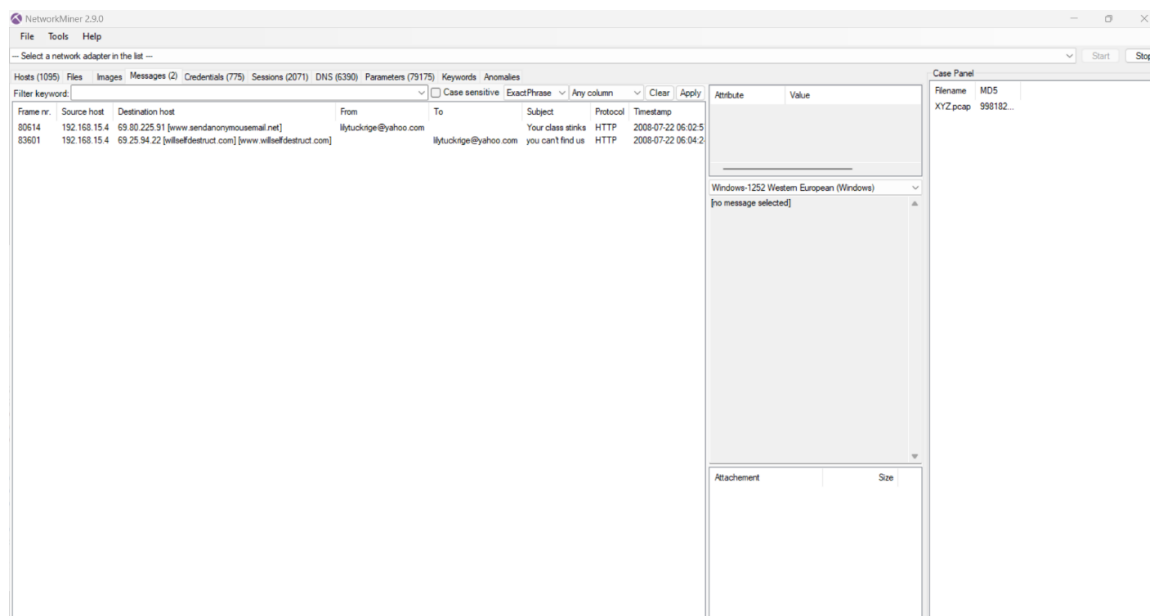 NetworkMiner 2.9.0
File Tools Help
--- Select a network adapter in the list ---
Start Stop
Hosts (1095) Files Images Messages (2) Credentials (775) Sessions (2071) DNS (6390) Parameters (79175) Keywords Anomalies
Filter keyword: Case sensitive ExactPhrase Any column Clear Apply
Frame nr. Source host Destination host From To Subject Protocol Timestamp
80614 192.168.15.4 69.80.225.91 [www.sendanonymousemail.net] lilytuckrige@yahoo.com Your class stinks HTTP 2008-07-22 06:02:5
83601 192.168.15.4 69.25.94.22 [willselfdestruct.com] [www.willselfdestruct.com] lilytuckrige@yahoo.com you can't find us HTTP 2008-07-22 06:04:2
Attribute Value
Windows-1252 Western European (Windows)
[no message selected]
Attachement Size
Case Panel
Filename MD5
XYZ.pcap 998182...